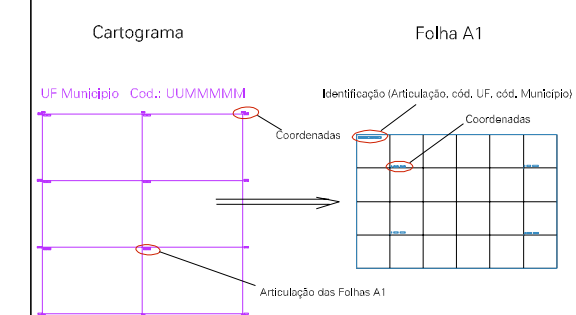 Cartograma
Folha A1
UF Município Cod.: UUMMMMM
Identificação (Articulação, cód. UF, cód. Município)
Coordenadas
Coordenadas
Articulação das Folhas A1